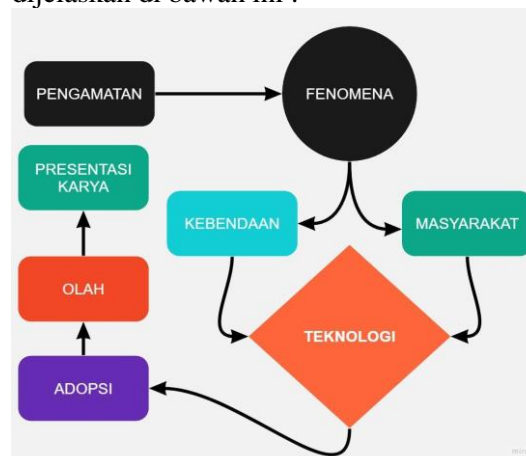 dijelaskan di bawah ini :
PENGAMATAN
FENOMENA
PRESENTASI
KARYA
KEBENDAAN
MASYARAKAT
OLAH
TEKNOLOGI
ADOPSI